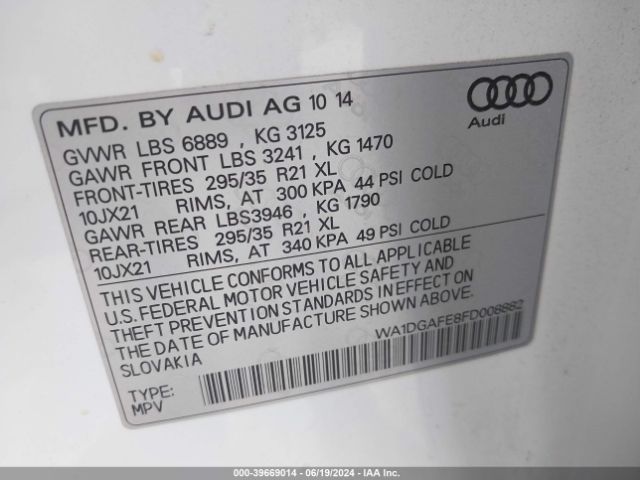 MFD. BY AUDI AG 10 14
Audi
GVWR LBS 6889 , KG 3125
GAWR FRONT LBS 3241 , KG 1470
FRONT-TIRES 295/35 R21 XL
10JX21 RIMS, AT 300 KPA 44 PSI COLD
GAWR REAR LBS3946 , KG 1790
REAR-TIRES 295/35 R21 XL
10JX21 RIMS, AT 340 KPA 49 PSI COLD
THIS VEHICLE CONFORMS TO ALL APPLICABLE
U.S. FEDERAL MOTOR VEHICLE SAFETY AND
THEFT PREVENTION STANDARDS IN EFFECT ON
THE DATE OF MANUFACTURE SHOWN ABOVE.
SLOVAKIA
WA1DGAFE8FD008882
TYPE:
MPV
000-39669014 - 06/19/2024 - IAA Inc.